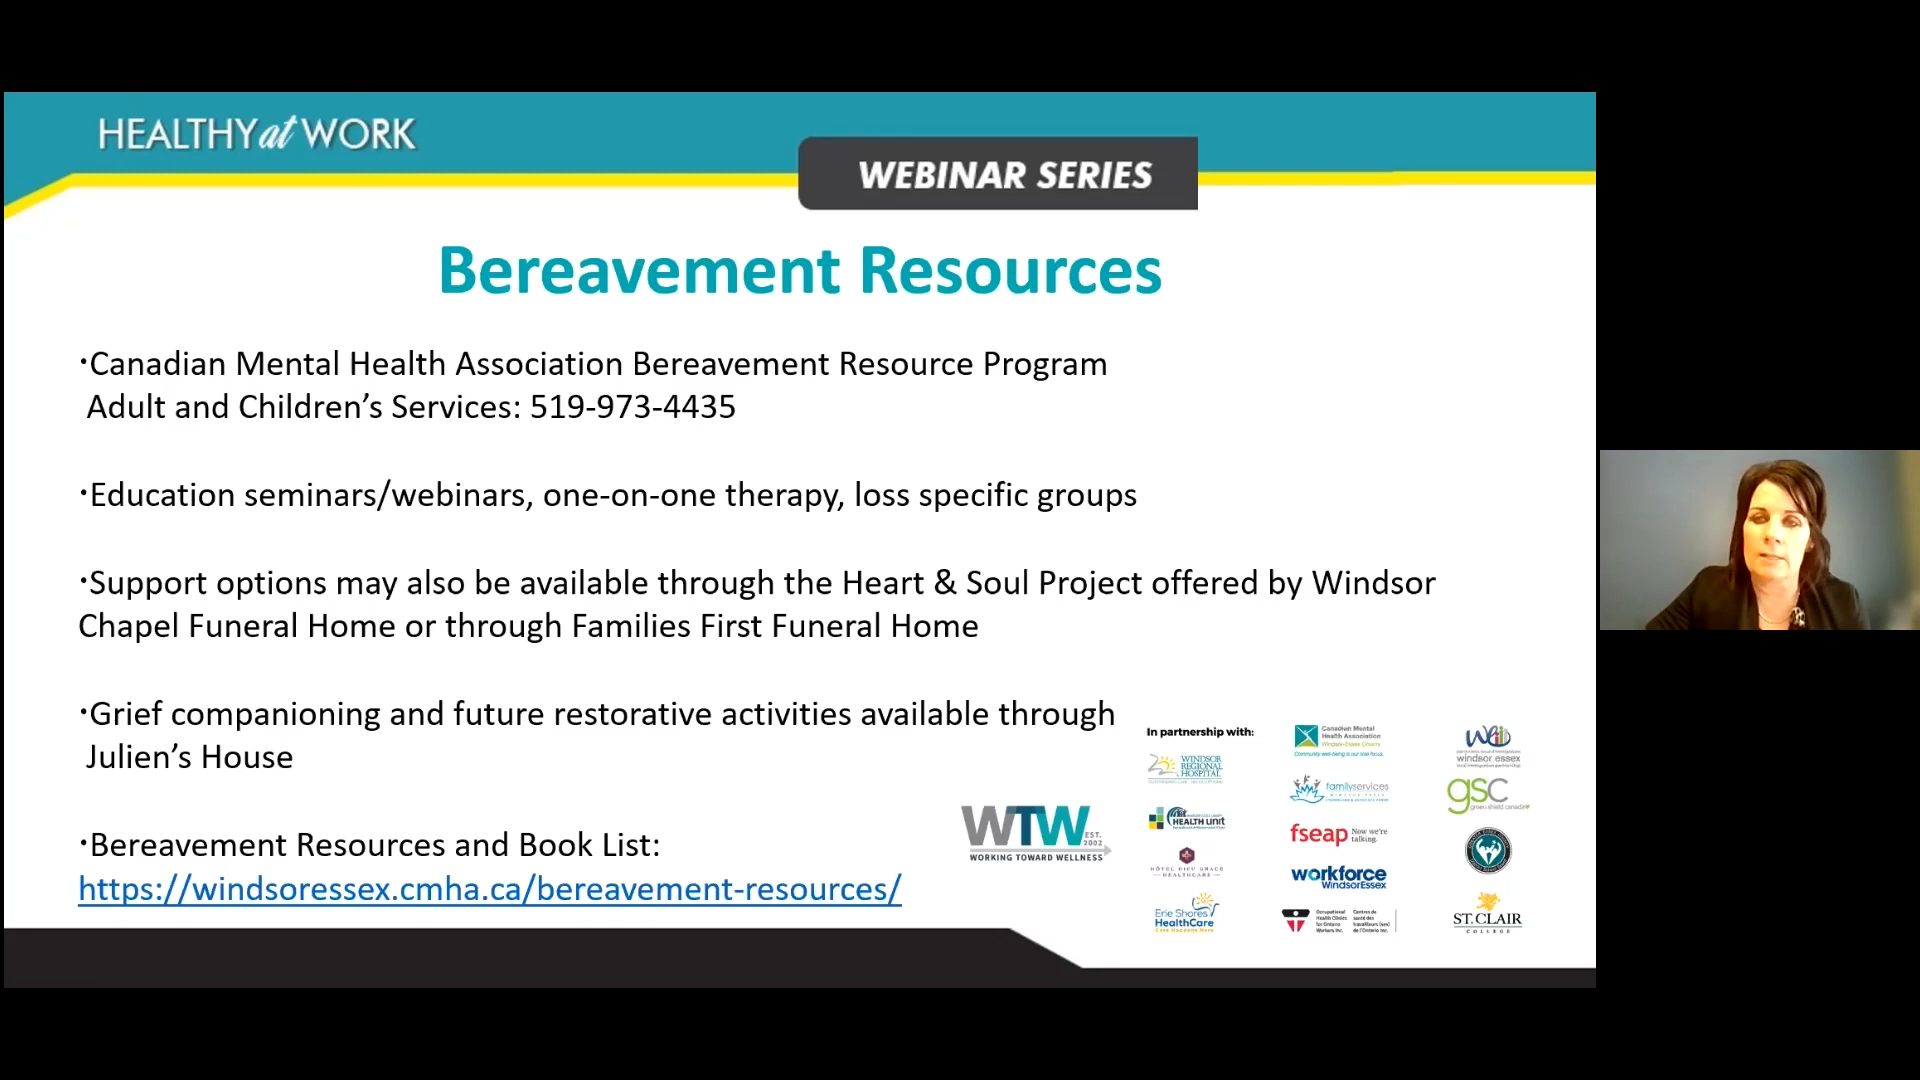 HEALTHY at WORK
WEBINAR SERIES
Bereavement Resources
·Canadian Mental Health Association Bereavement Resource Program
Adult and Children’s Services: 519-973-4435
·Education seminars/webinars, one-on-one therapy, loss specific groups
·Support options may also be available through the Heart & Soul Project offered by Windsor
Chapel Funeral Home or through Families First Funeral Home
·Grief companioning and future restorative activities available through
Julien’s House
·Bereavement Resources and Book List:
https://windsoressex.cmha.ca/bereavement-resources/
WTW EST.
2002
WORKING TOWARD WELLNESS
In partnership with:
WINDSOR
REGIONAL
HOSPITAL
HEALTH unit
HÔTEL-DIEU GRACE
HEALTHCARE
Erie Shores
HealthCare
Canadian Mental
Health Association
Windsor-Essex County
familyservices
fseap Now we're
talking.
workforce
WindsorEssex
Occupational
Health Clinics
for Ontario
Workers Inc.
Centres de
santé des
travailleurs (ses)
de l'Ontario Inc.
windsor essex
gsc
green shield canada
ST. CLAIR
COLLEGE